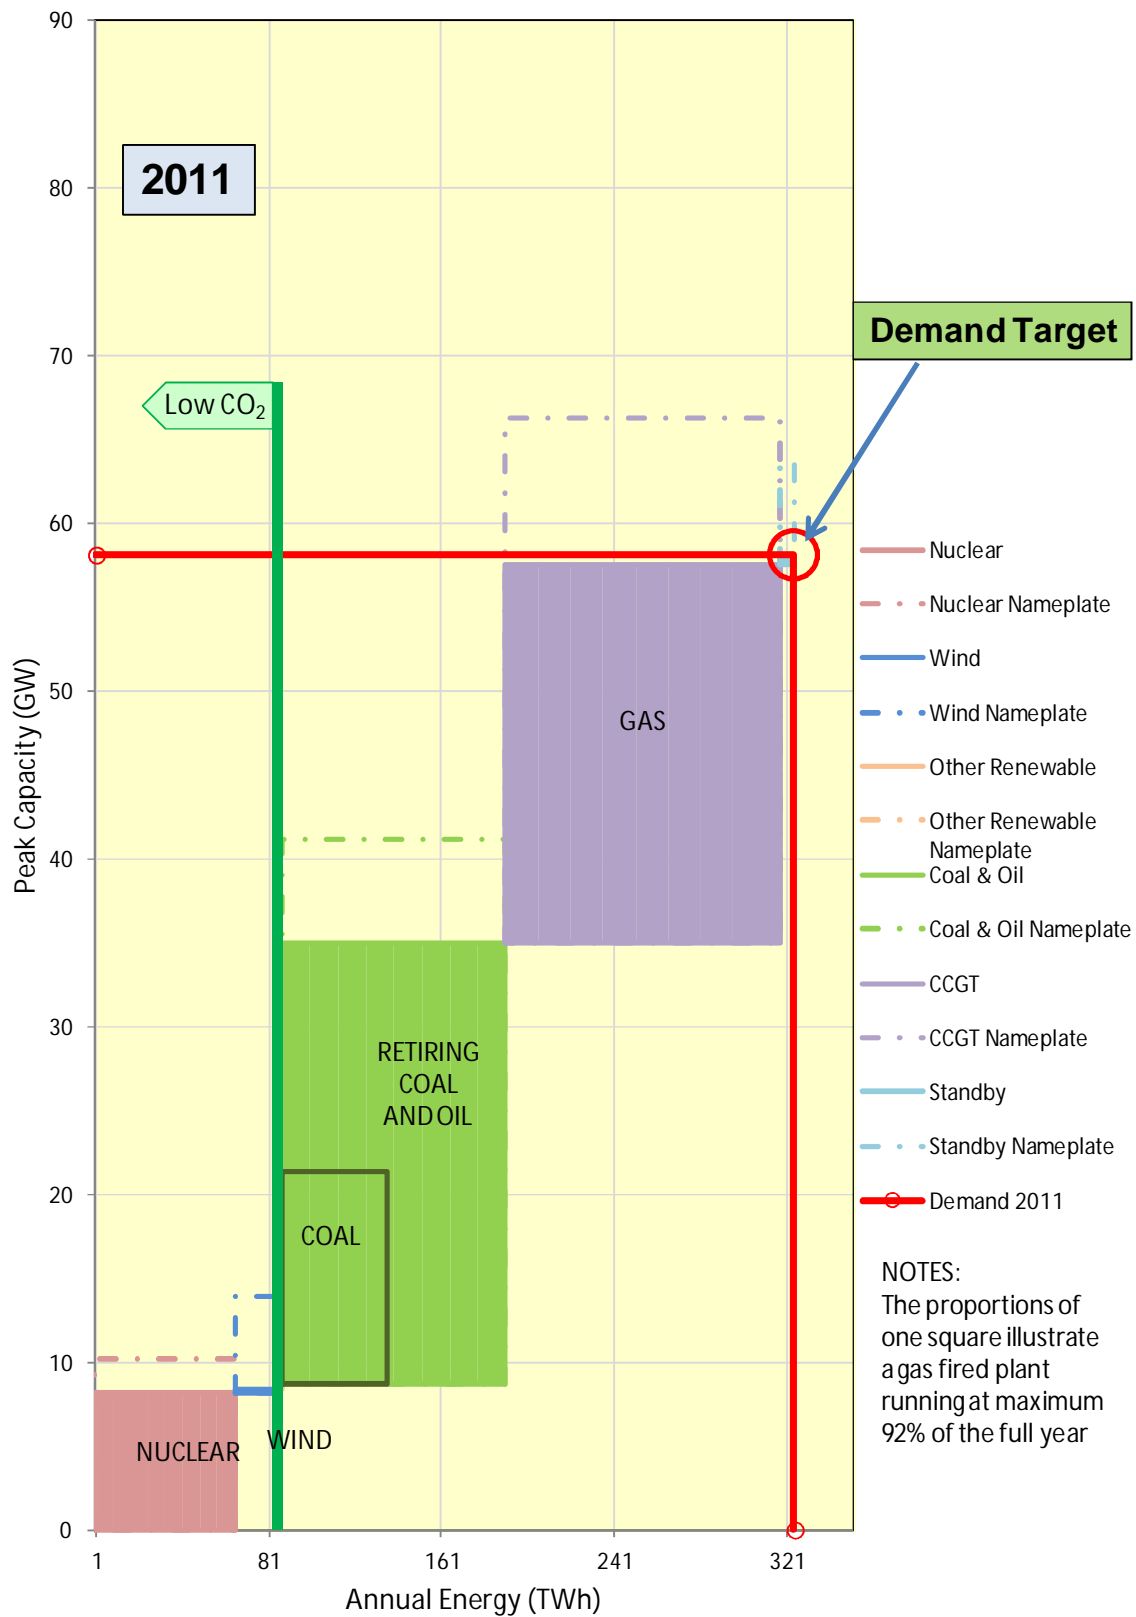 90
80
70
60
50
40
30
20
10
0
Peak Capacity (GW)
2011
Low CO₂
Demand Target
GAS
RETIRING
COAL
AND OIL
COAL
NUCLEAR
WIND
1
81
161
241
321
Annual Energy (TWh)
Nuclear
Nuclear Nameplate
Wind
Wind Nameplate
Other Renewable
Other Renewable
Nameplate
Coal & Oil
Coal & Oil Nameplate
CCGT
CCGT Nameplate
Standby
Standby Nameplate
Demand 2011
NOTES:
The proportions of
one square illustrate
a gas fired plant
running at maximum
92% of the full year